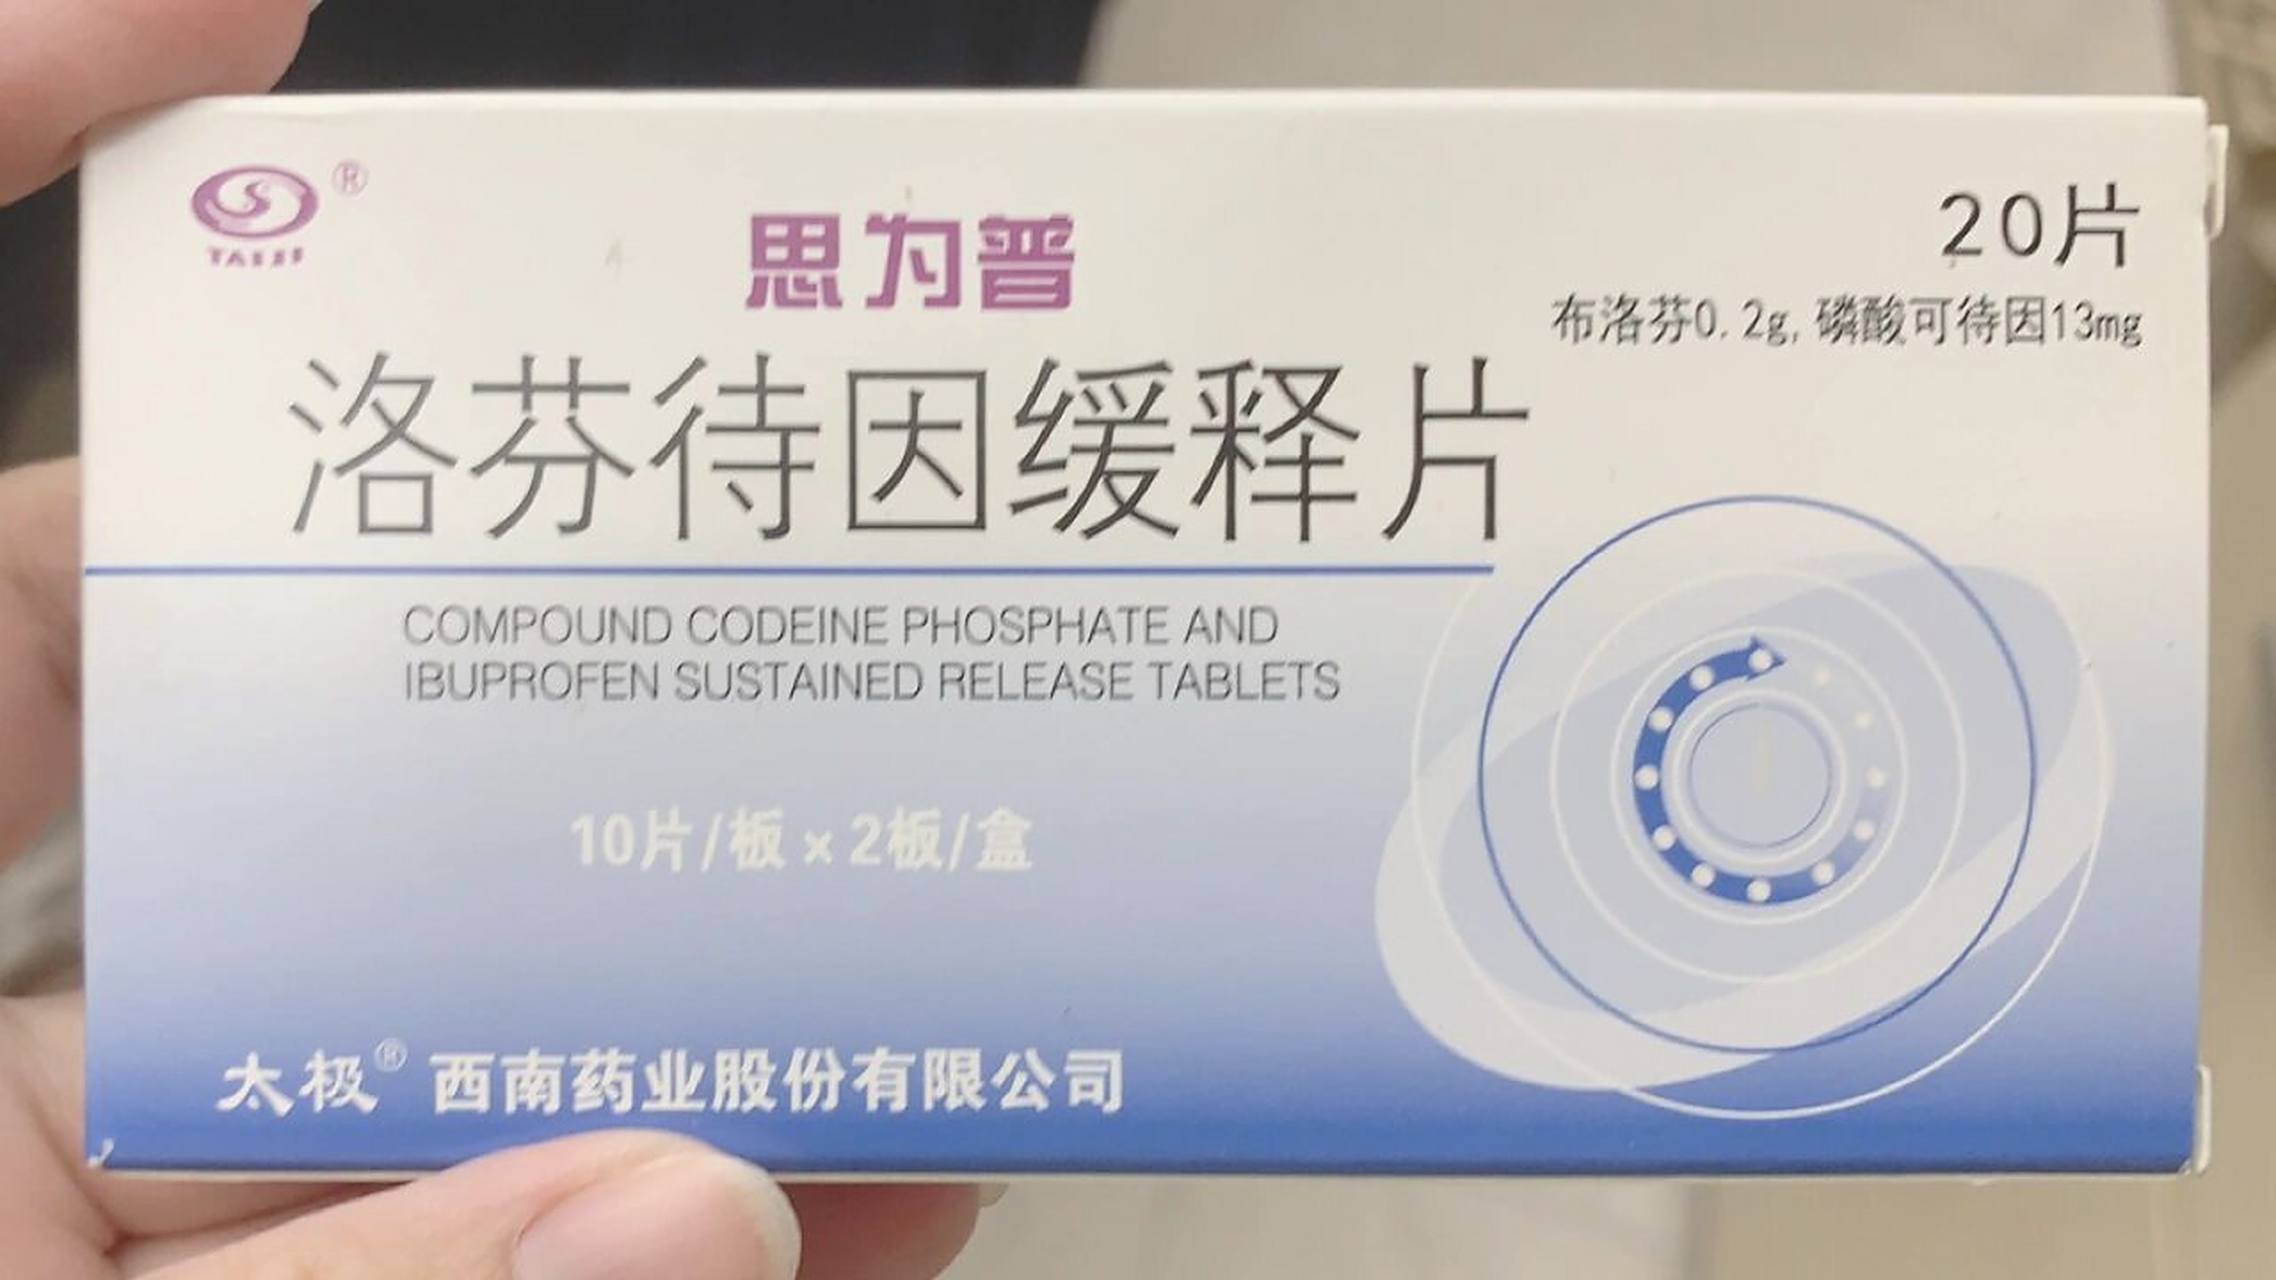 TAIJI ®
思为普
20片
布洛芬0.2g,磷酸可待因13mg
洛芬待因缓释片
COMPOUND CODEINE PHOSPHATE AND
IBUPROFEN SUSTAINED RELEASE TABLETS
10片/板×2板/盒
太极® 西南药业股份有限公司